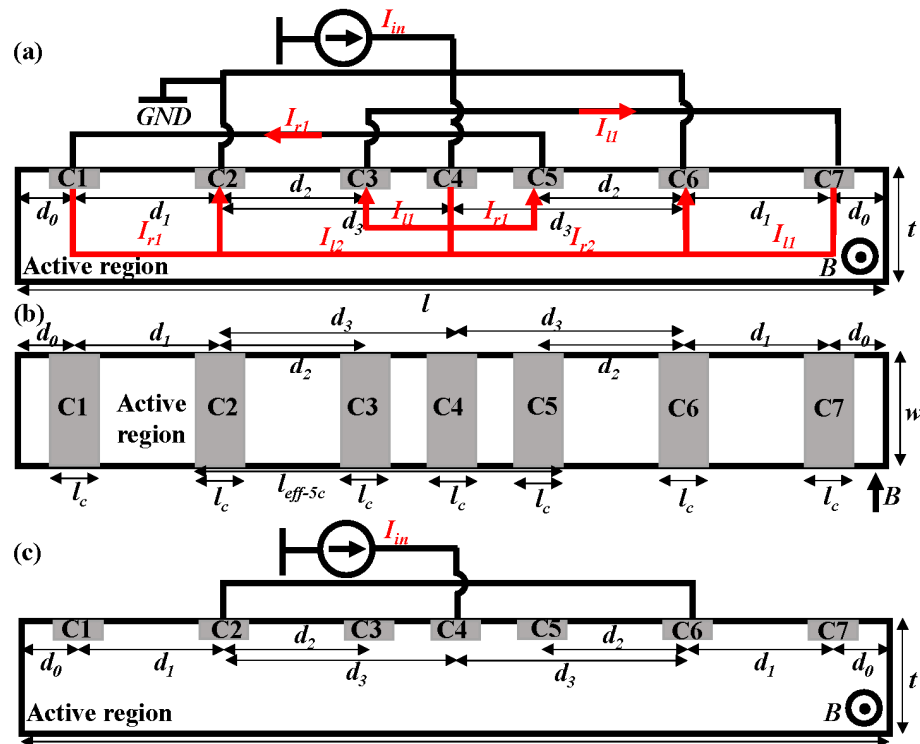 (a)
I_in
GND
I_r1
I_l1
C1 C2 C3 C4 C5 C6 C7
d_0 d_1 d_2 d_2 d_1 d_0
d_3 d_3
I_l1 I_r1
I_r1 I_l2 I_r2 I_l1
t
Active region
B
l
(b)
d_0 d_1 d_3 d_3 d_1 d_0
d_2 d_2
C1 Active region C2 C3 C4 C5 C6 C7
w
l_c l_c l_eff-5c l_c l_c l_c l_c l_c
B
(c)
I_in
C1 C2 C3 C4 C5 C6 C7
d_0 d_1 d_2 d_2 d_1 d_0
d_3 d_3
t
Active region
B